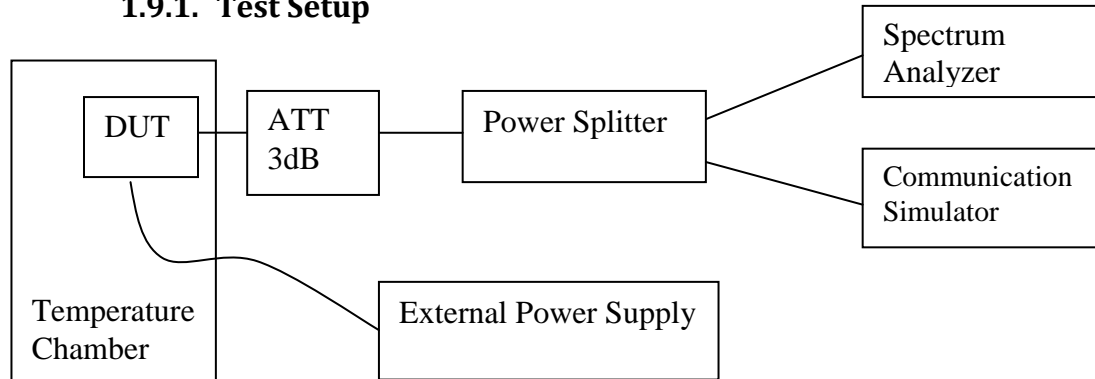 1.9.1. Test Setup
Spectrum
Analyzer
DUT
ATT
3dB
Power Splitter
Communication
Simulator
Temperature
Chamber
External Power Supply